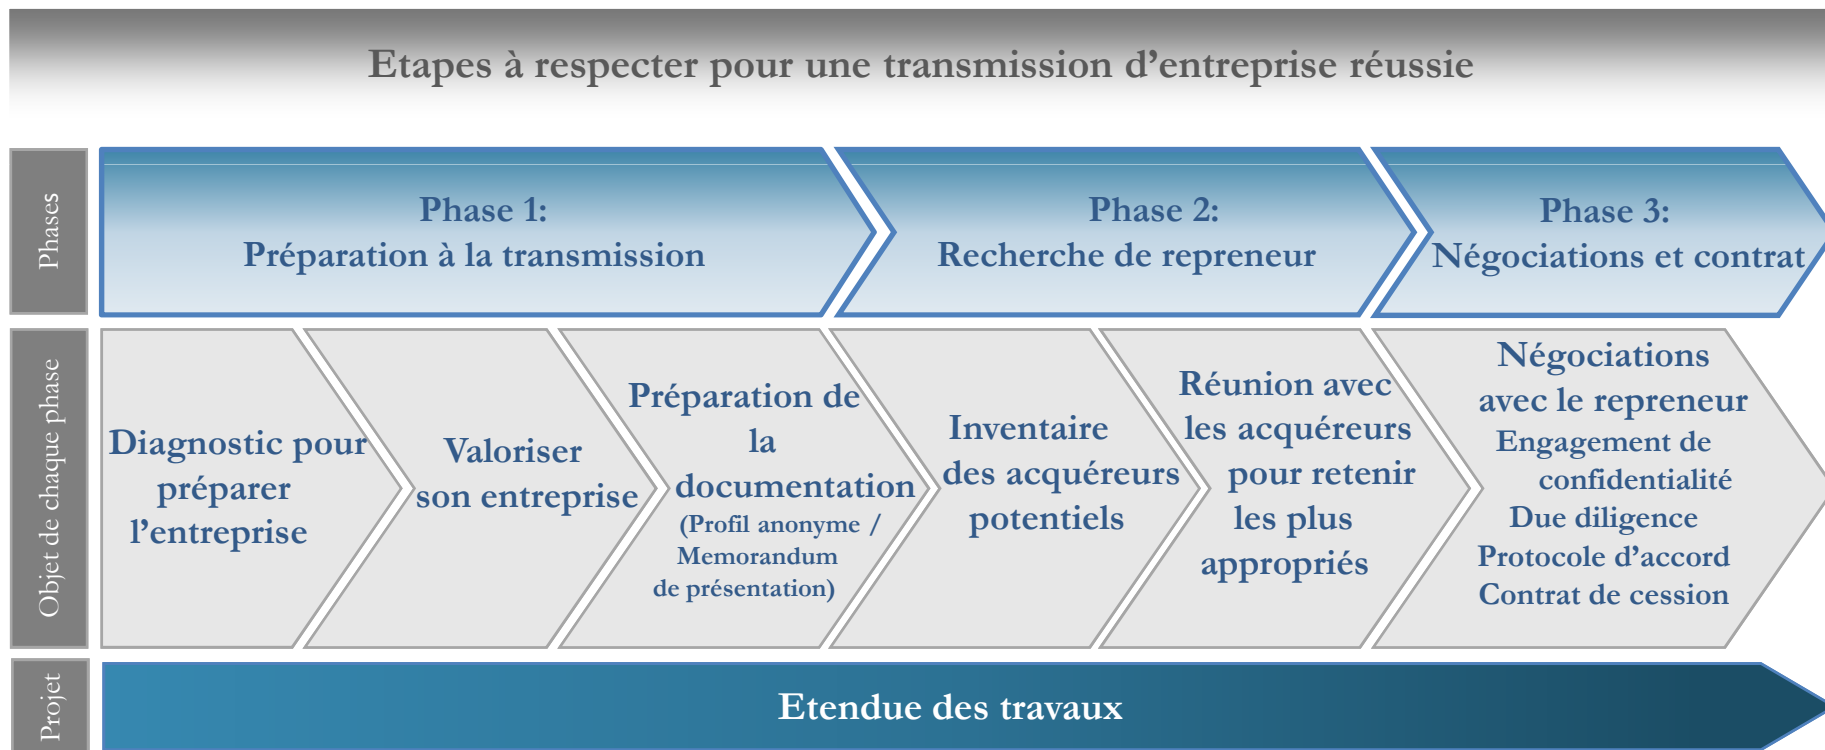 Etapes à respecter pour une transmission d’entreprise réussie
Phases
Phase 1:
Préparation à la transmission
Phase 2:
Recherche de repreneur
Phase 3:
Négociations et contrat
Objet de chaque phase
Diagnostic pour
préparer
l’entreprise
Valoriser
son entreprise
Préparation de
la
documentation
(Profil anonyme /
Memorandum
de présentation)
Inventaire
des acquéreurs
potentiels
Réunion avec
les acquéreurs
pour retenir
les plus
appropriés
Négociations
avec le repreneur
Engagement de
confidentialité
Due diligence
Protocole d’accord
Contrat de cession
Projet
Etendue des travaux